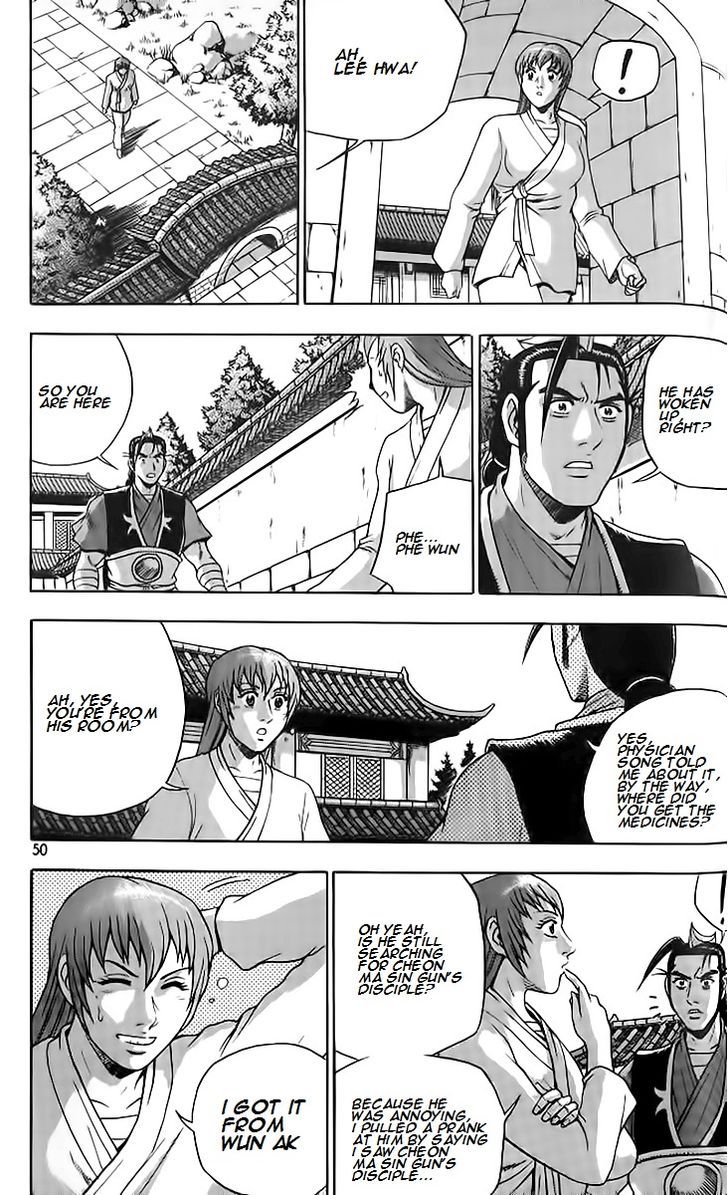 AH,
LEE HWA!
!
SO YOU
ARE HERE
PHE...
PHE WUN
HE HAS
WOKEN
UP,
RIGHT?
AH, YES,
YOU'RE FROM
HIS ROOM?
YES,
PHYSICIAN
SONG TOLD
ME ABOUT IT,
BY THE WAY,
WHERE DID
YOU GET THE
MEDICINES?
50
I GOT IT
FROM
WUN AK
OH YEAH,
IS HE STILL
SEARCHING
FOR CHEON
MA SIN GUN'S
DISCIPLE?
!
BECAUSE HE
WAS ANNOYING,
I PULLED A PRANK
AT HIM BY SAYING
I SAW CHEON
MA SIN GUN'S
DISCIPLE...